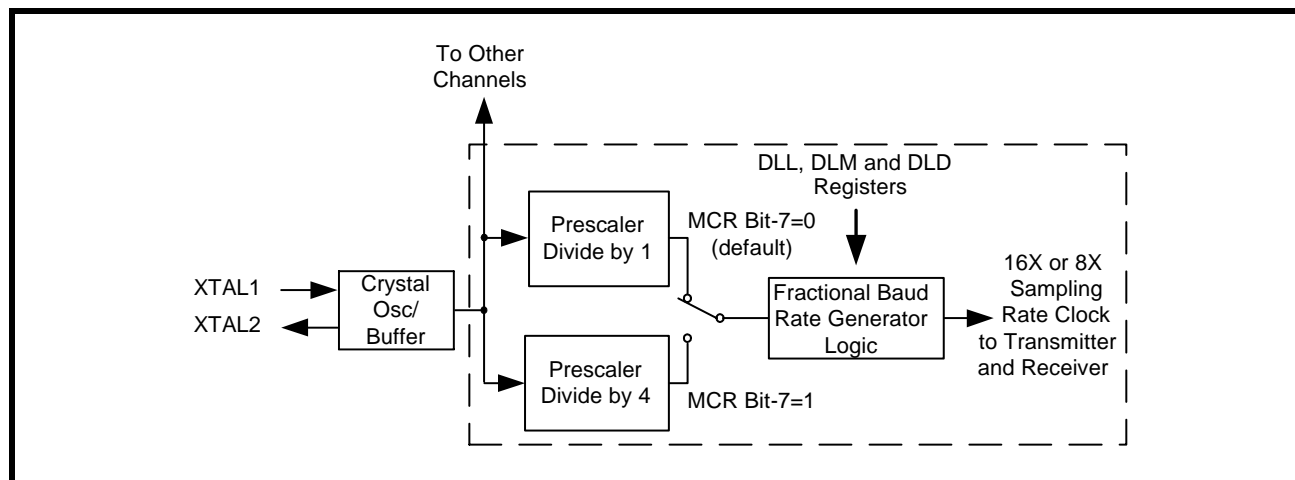 To Other
Channels
DLL, DLM and DLD
Registers
Prescaler
Divide by 1
MCR Bit-7=0
(default)
XTAL1
XTAL2
Crystal
Osc/
Buffer
Fractional Baud
Rate Generator
Logic
16X or 8X
Sampling
Rate Clock
to Transmitter
and Receiver
Prescaler
Divide by 4
MCR Bit-7=1